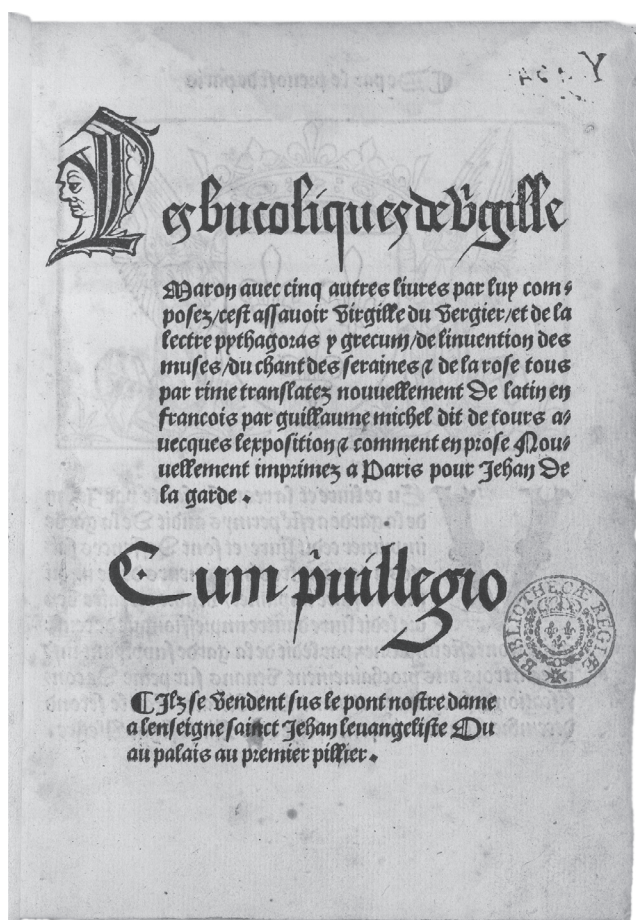 Y
Les bucoliques de Vgille
Maron auec cinq autres liures par luy com⸗
posez/cest assauoir Virgille du Vergier/et de la
lectre pythagoras y grecum/de linuention des
muses/du chant des seraines & de la rose tous
par rime translatez nouuellement De latin en
francois par guillaume michel dit de tours a⸗
uecques lexposition & comment en prose Nou⸗
uellement imprimez a Paris pour Jehan De
la garde .
Cum puillegio
BIBLIOTHECÆ REGIÆ
¶ Ilz se Vendent sus le pont nostre dame
a lenseigne sainct Jehan leuangeliste Ou
au palais au premier pillier.